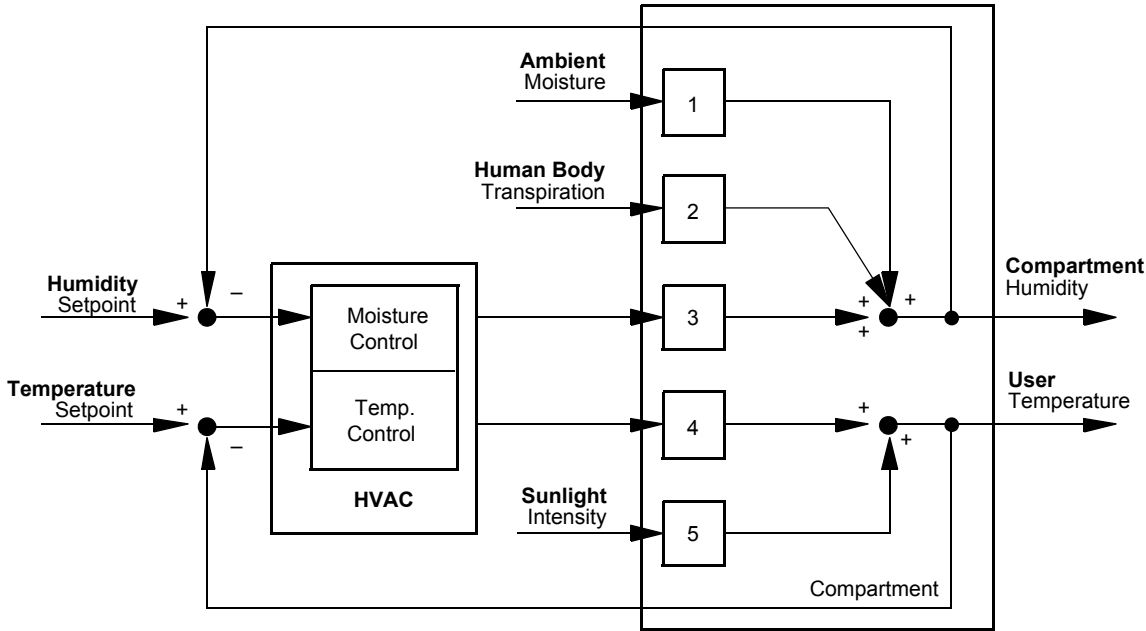 Ambient
Moisture
1
Human Body
Transpiration
2
Humidity
Setpoint
+
–
Moisture
Control
3
+
+
+
Compartment
Humidity
Temperature
Setpoint
+
–
Temp.
Control
HVAC
4
+
+
User
Temperature
Sunlight
Intensity
5
Compartment